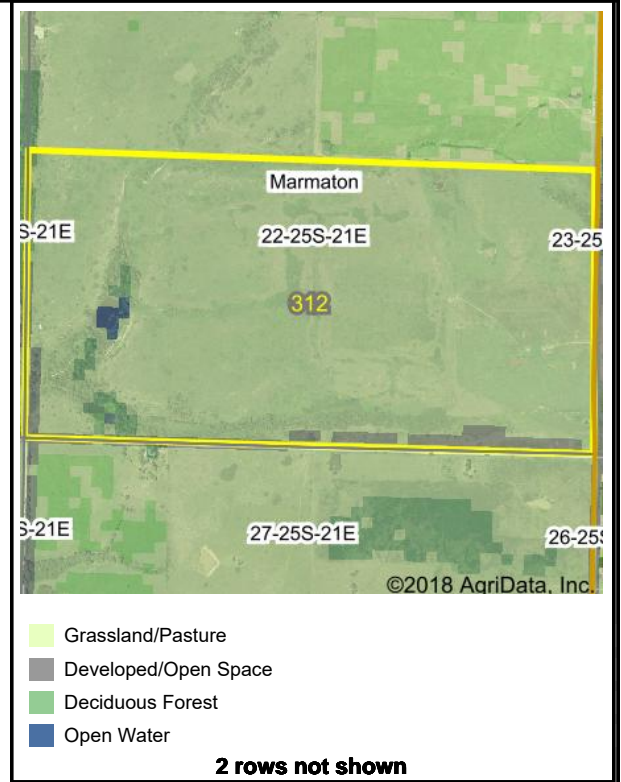 Marmaton
S-21E
22-25S-21E
23-25
312
S-21E
27-25S-21E
26-25S
©2018 AgriData, Inc.
Grassland/Pasture
Developed/Open Space
Deciduous Forest
Open Water
2 rows not shown